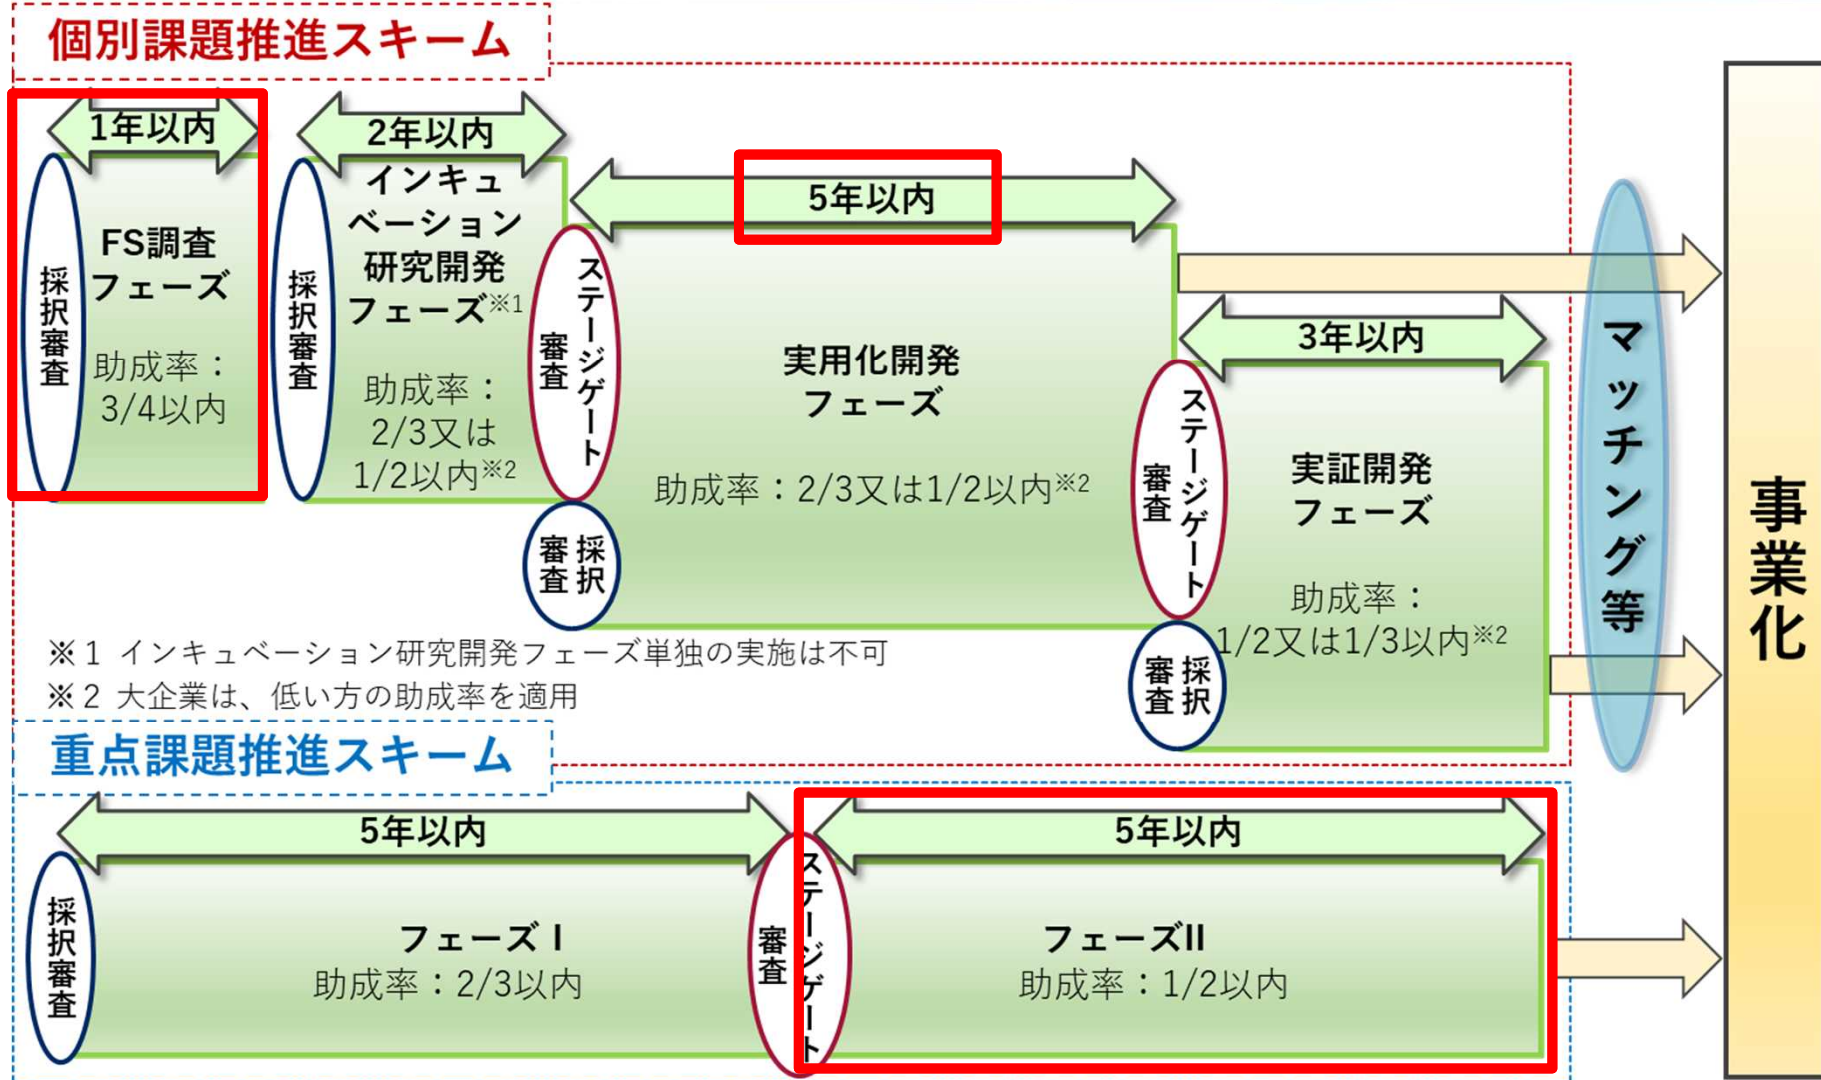 個別課題推進スキーム
1年以内
採択審査
FS調査
フェーズ
助成率：
3/4以内
2年以内
採択審査
インキュ
ベーション
研究開発
フェーズ※1
助成率：
2/3又は
1/2以内※2
5年以内
ステージゲート
審査
採択
審査
実用化開発
フェーズ
助成率：2/3又は1/2以内※2
3年以内
ステージゲート
審査
採択
審査
実証開発
フェーズ
助成率：
1/2又は1/3以内※2
マッチング等
事業化
※１ インキュベーション研究開発フェーズ単独の実施は不可
※２ 大企業は、低い方の助成率を適用
重点課題推進スキーム
5年以内
採択審査
フェーズⅠ
助成率：2/3以内
ステージゲート
審査
5年以内
フェーズII
助成率：1/2以内